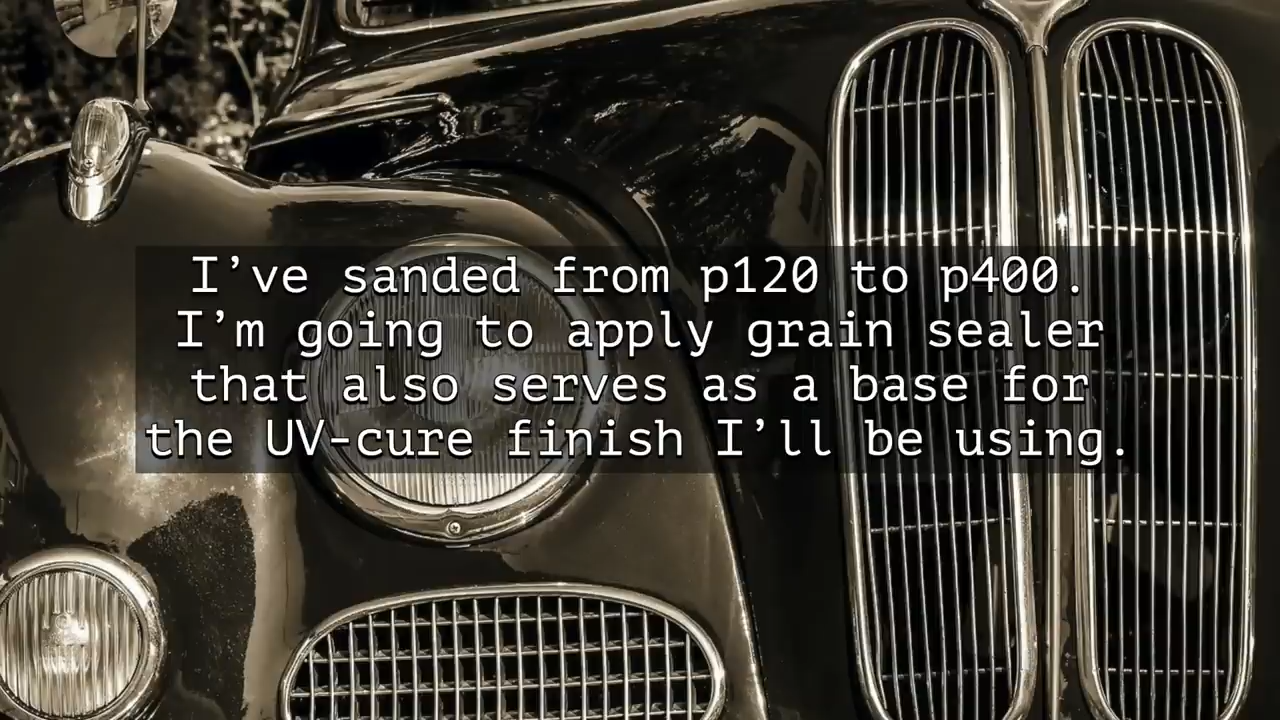 I’ve sanded from p120 to p400.
I’m going to apply grain sealer
that also serves as a base for
the UV-cure finish I’ll be using.